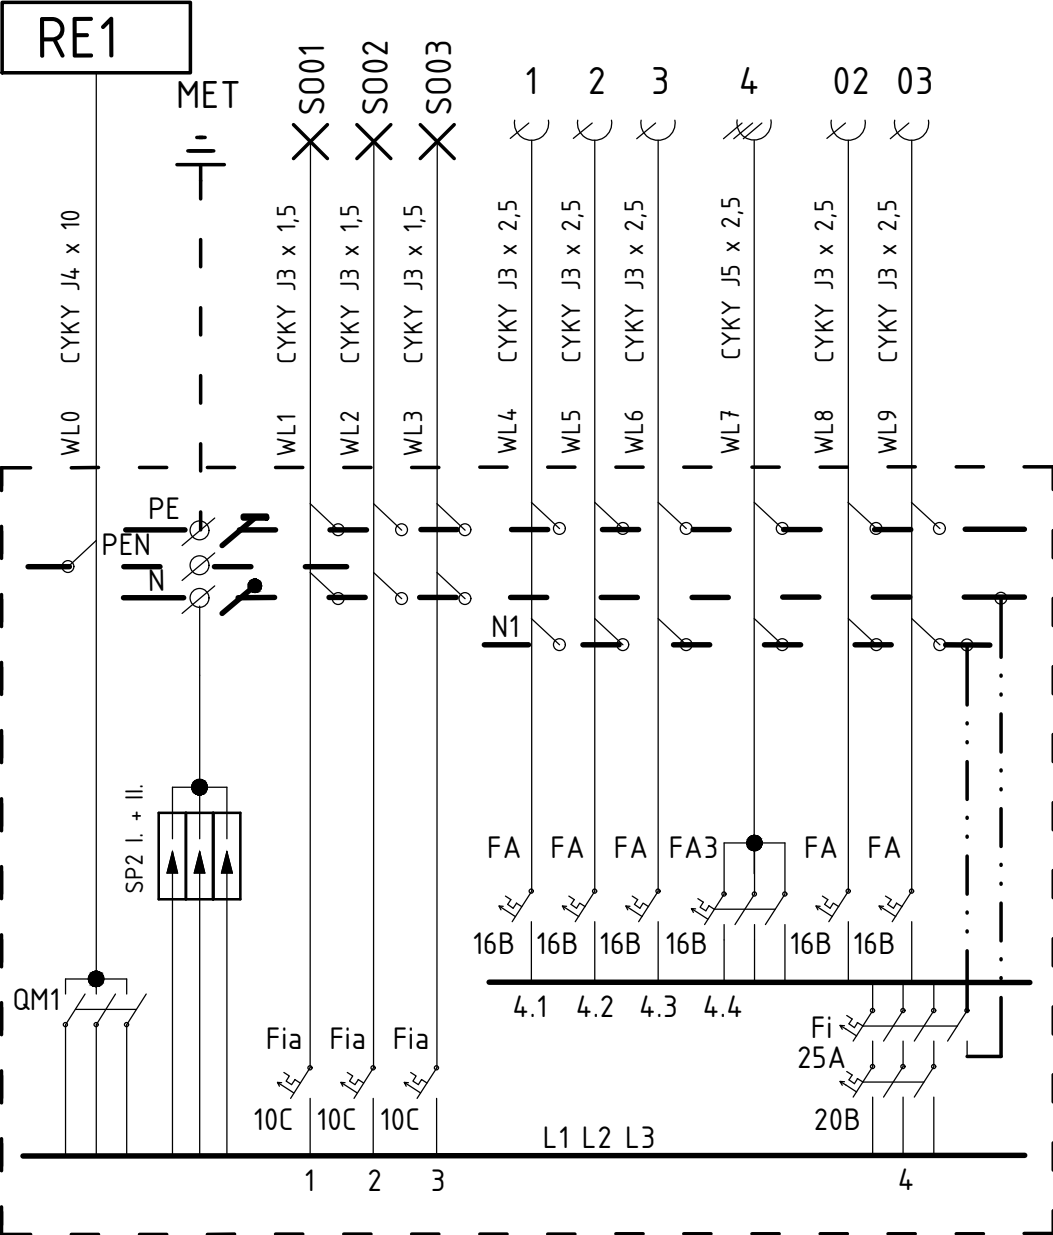 RE1
MET
SO01
SO02
SO03
1
2
3
4
02
03
CYKY J4 x 10
CYKY J3 x 1,5
CYKY J3 x 1,5
CYKY J3 x 1,5
CYKY J3 x 2,5
CYKY J3 x 2,5
CYKY J3 x 2,5
CYKY J5 x 2,5
CYKY J3 x 2,5
CYKY J3 x 2,5
WL0
WL1
WL2
WL3
WL4
WL5
WL6
WL7
WL8
WL9
PE
PEN
N
N1
SP2 I. + II.
FA
FA
FA
FA3
FA
FA
16B
16B
16B
16B
16B
16B
QM1
4.1
4.2
4.3
4.4
Fi
25A
Fia
Fia
Fia
10C
10C
10C
20B
L1 L2 L3
1
2
3
4